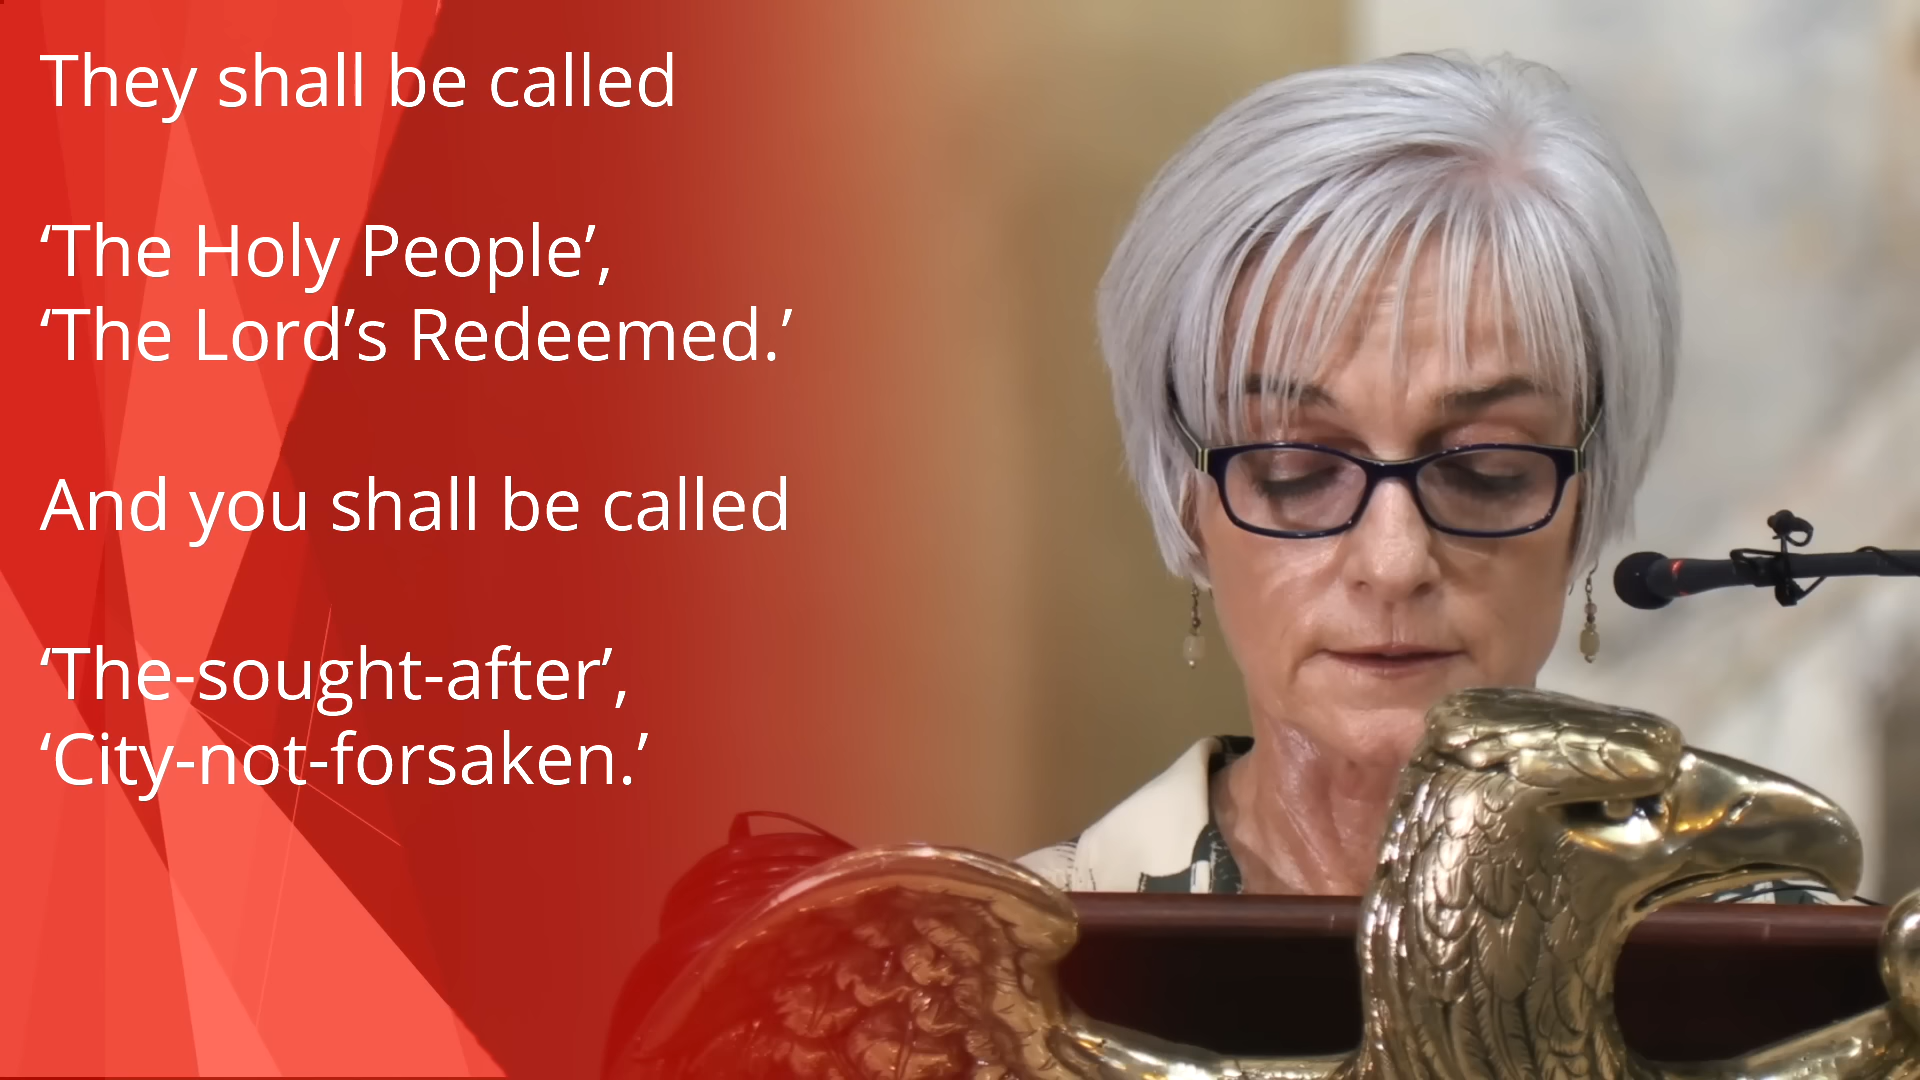 They shall be called
‘The Holy People’,
‘The Lord’s Redeemed.’
And you shall be called
‘The-sought-after’,
‘City-not-forsaken.’